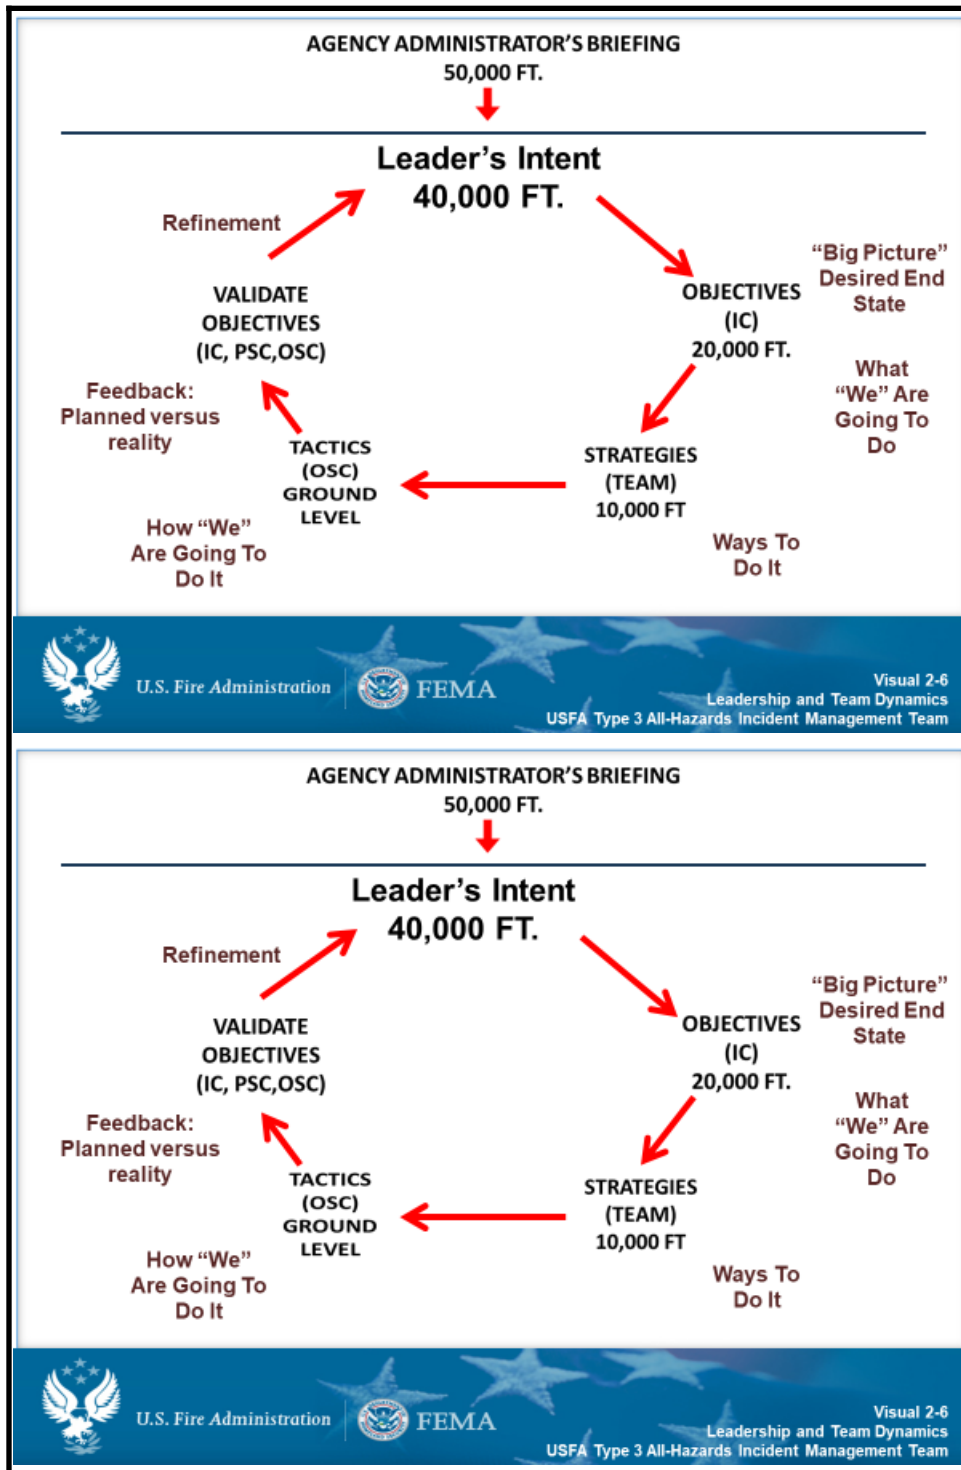 AGENCY ADMINISTRATOR'S BRIEFING
50,000 FT.
Leader's Intent
40,000 FT.
Refinement
"Big Picture"
Desired End
State
OBJECTIVES
(IC)
20,000 FT.
VALIDATE
OBJECTIVES
(IC, PSC,OSC)
What
"We" Are
Going To
Do
Feedback:
Planned versus
reality
TACTICS
(OSC)
GROUND
LEVEL
STRATEGIES
(TEAM)
10,000 FT
How "We"
Are Going To
Do It
Ways To
Do It
U.S. Fire Administration
FEMA
Visual 2-6
Leadership and Team Dynamics
USFA Type 3 All-Hazards Incident Management Team
AGENCY ADMINISTRATOR'S BRIEFING
50,000 FT.
Leader's Intent
40,000 FT.
Refinement
"Big Picture"
Desired End
State
OBJECTIVES
(IC)
20,000 FT.
VALIDATE
OBJECTIVES
(IC, PSC,OSC)
What
"We" Are
Going To
Do
Feedback:
Planned versus
reality
TACTICS
(OSC)
GROUND
LEVEL
STRATEGIES
(TEAM)
10,000 FT
How "We"
Are Going To
Do It
Ways To
Do It
U.S. Fire Administration
FEMA
Visual 2-6
Leadership and Team Dynamics
USFA Type 3 All-Hazards Incident Management Team